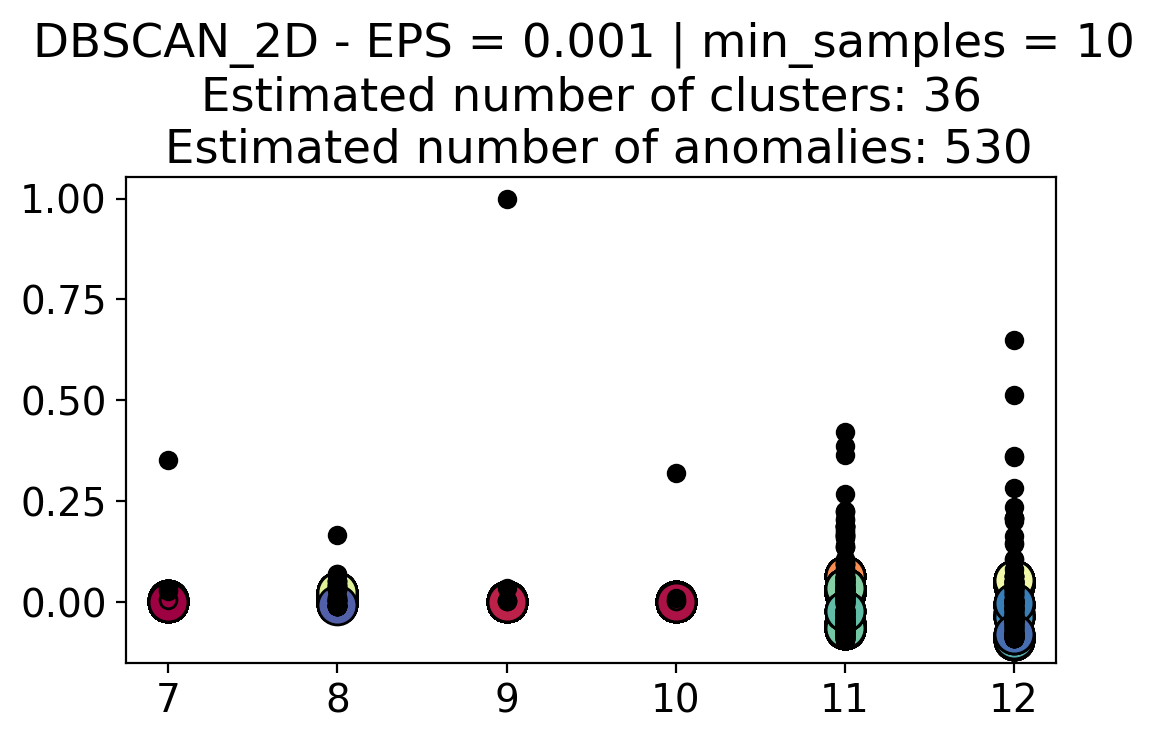 DBSCAN_2D - EPS = 0.001 | min_samples = 10
Estimated number of clusters: 36
Estimated number of anomalies: 530
1.00
0.75
0.50
0.25
0.00
7 8 9 10 11 12